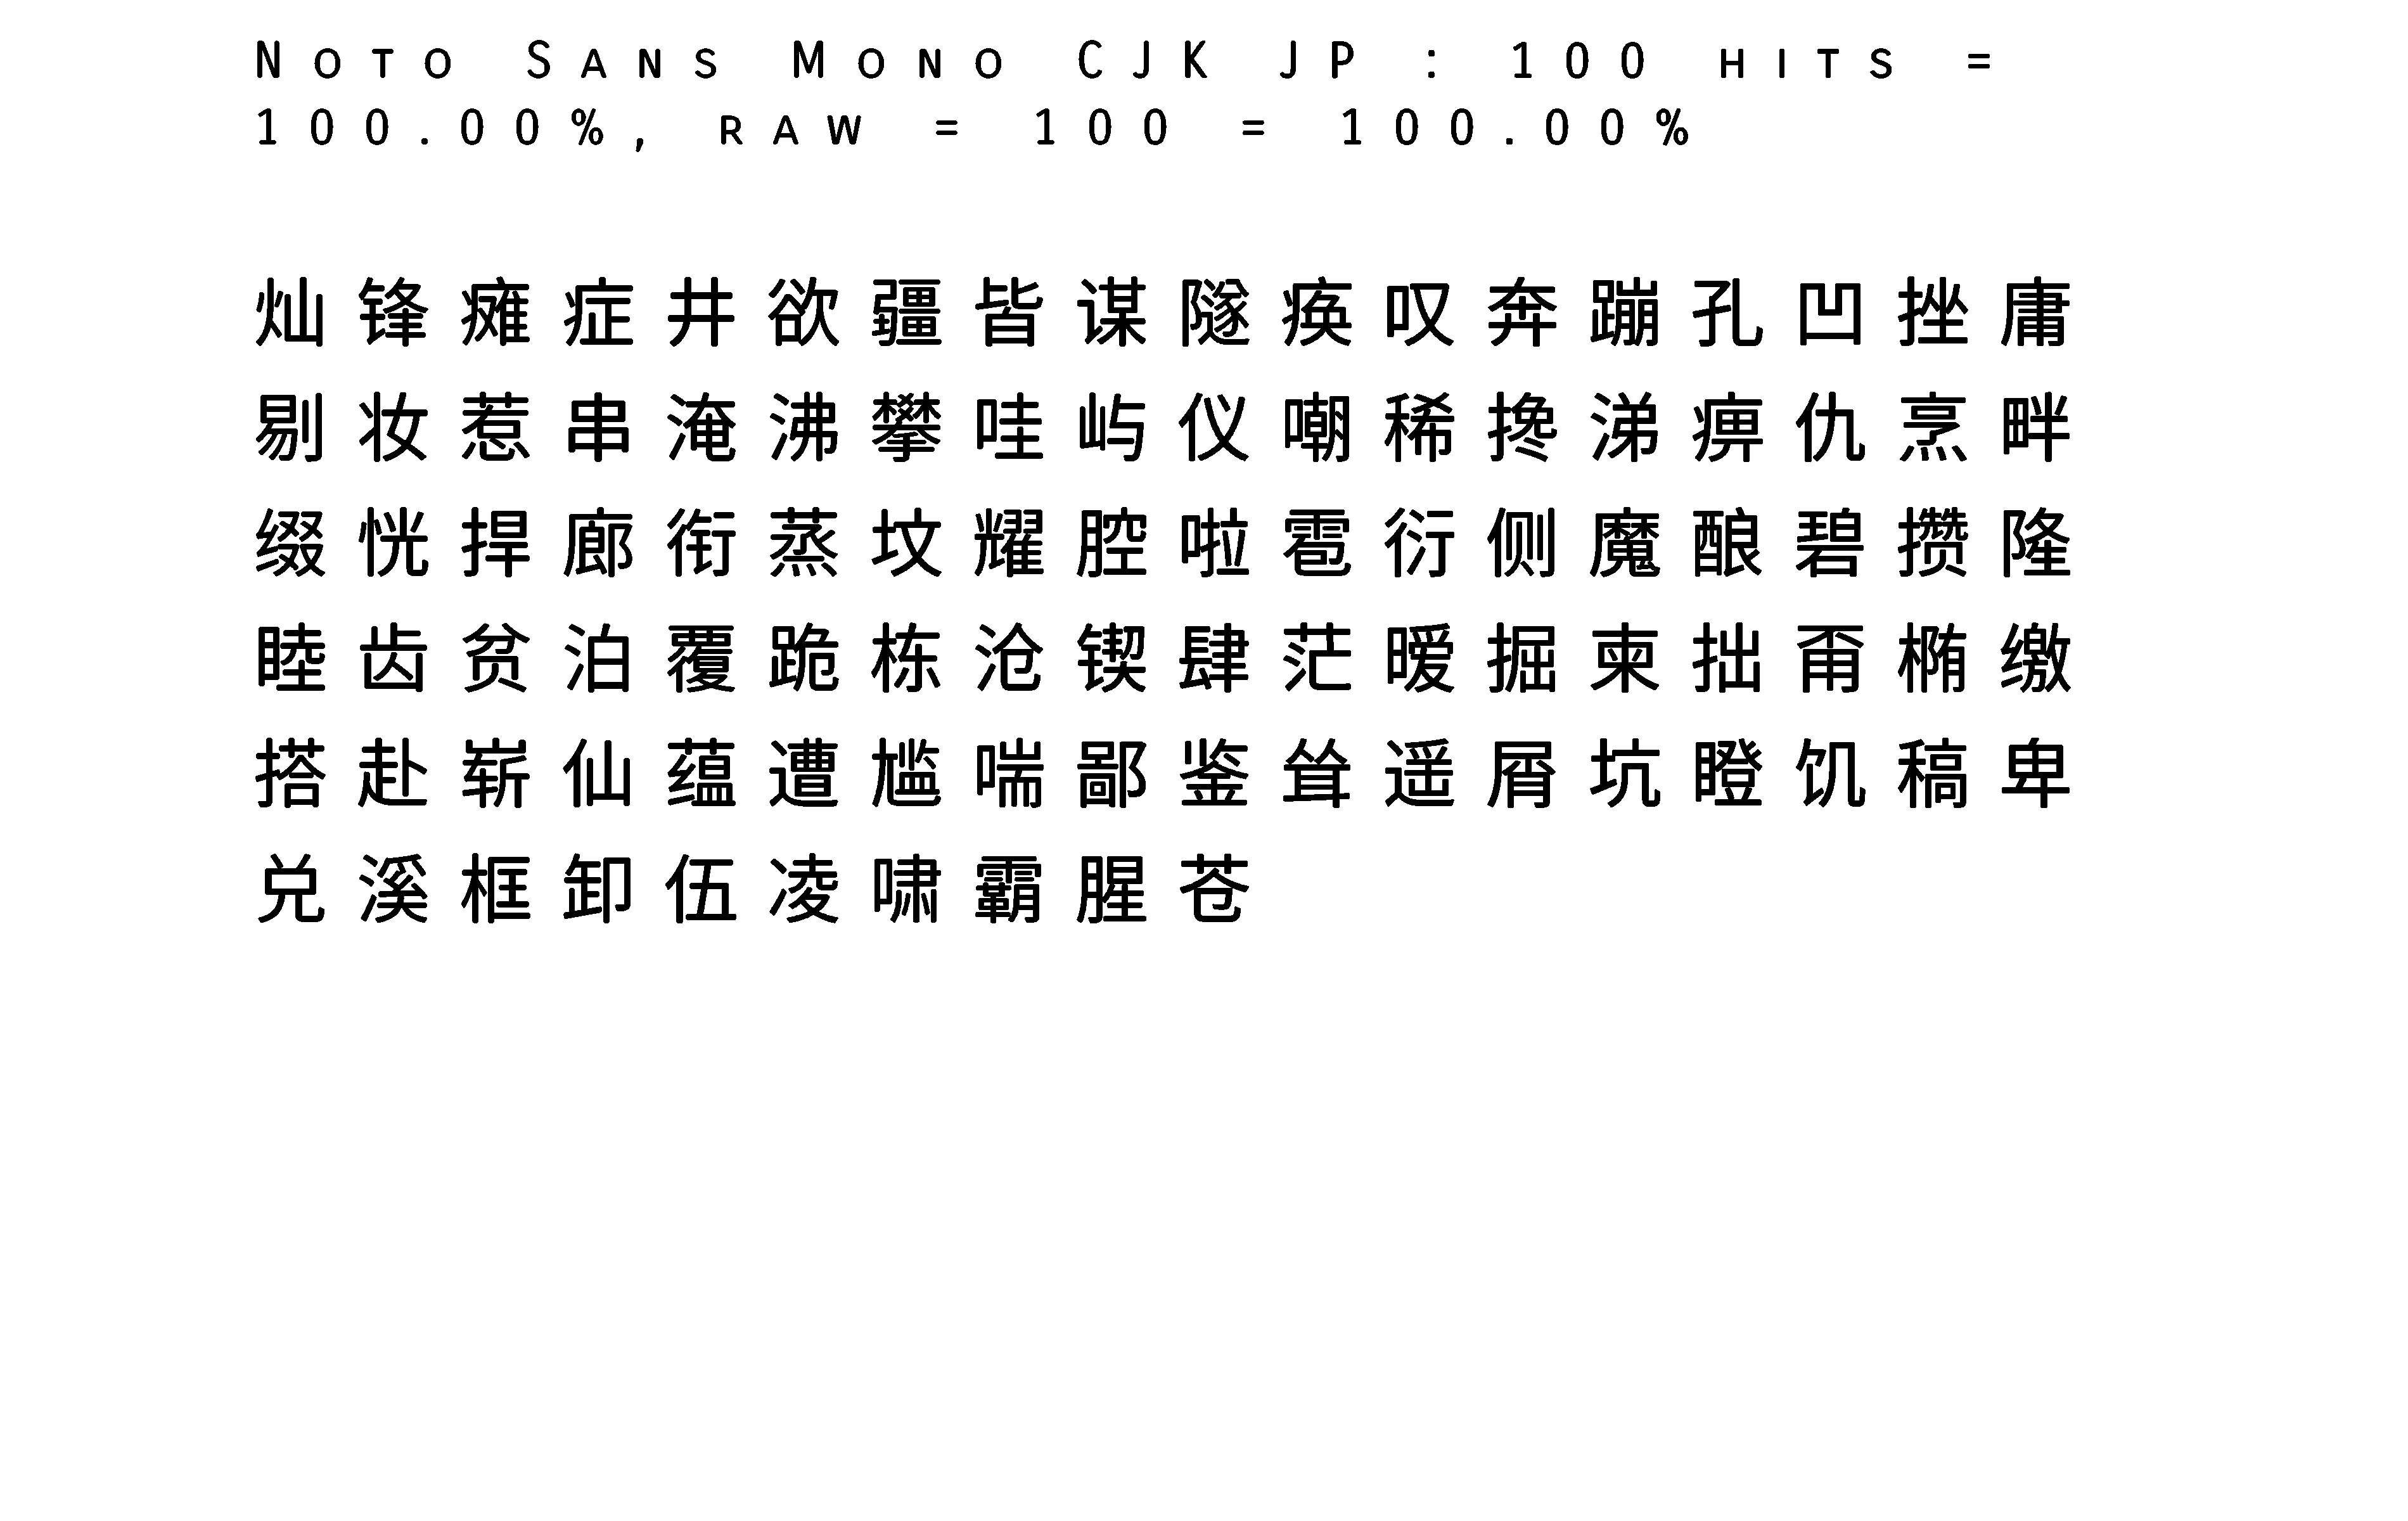 Noto Sans Mono CJK JP : 100 hits =
100.00%, raw = 100 = 100.00%
灿锋瘫症井欲疆皆谋隧痪叹奔蹦孔凹挫庸
剔妆惹串淹沸攀哇屿仪嘲稀搀涕痹仇烹畔
缀恍捍廊衔蒸坟耀腔啦雹衍侧魔酿碧攒隆
睦齿贫泊覆跪栋沧锲肆茫暧掘柬拙甭椭缴
搭赴崭仙蕴遭尴喘鄙鉴耸遥屑坑瞪饥稿卑
兑溪框卸伍凌啸霸腥苍